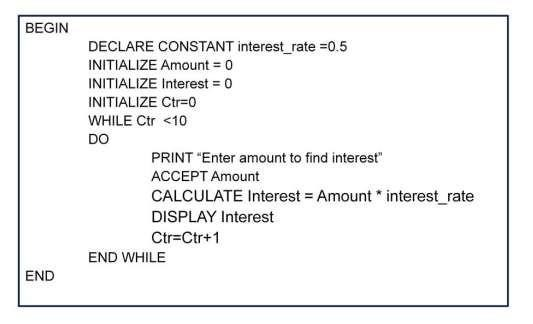 BEGIN
DECLARE CONSTANT interest_rate =0.5
INITIALIZE Amount = 0
INITIALIZE Interest = 0
INITIALIZE Ctr=0
WHILE Ctr <10
DO
PRINT “Enter amount to find interest”
ACCEPT Amount
CALCULATE Interest = Amount * interest_rate
DISPLAY Interest
Ctr=Ctr+1
END WHILE
END